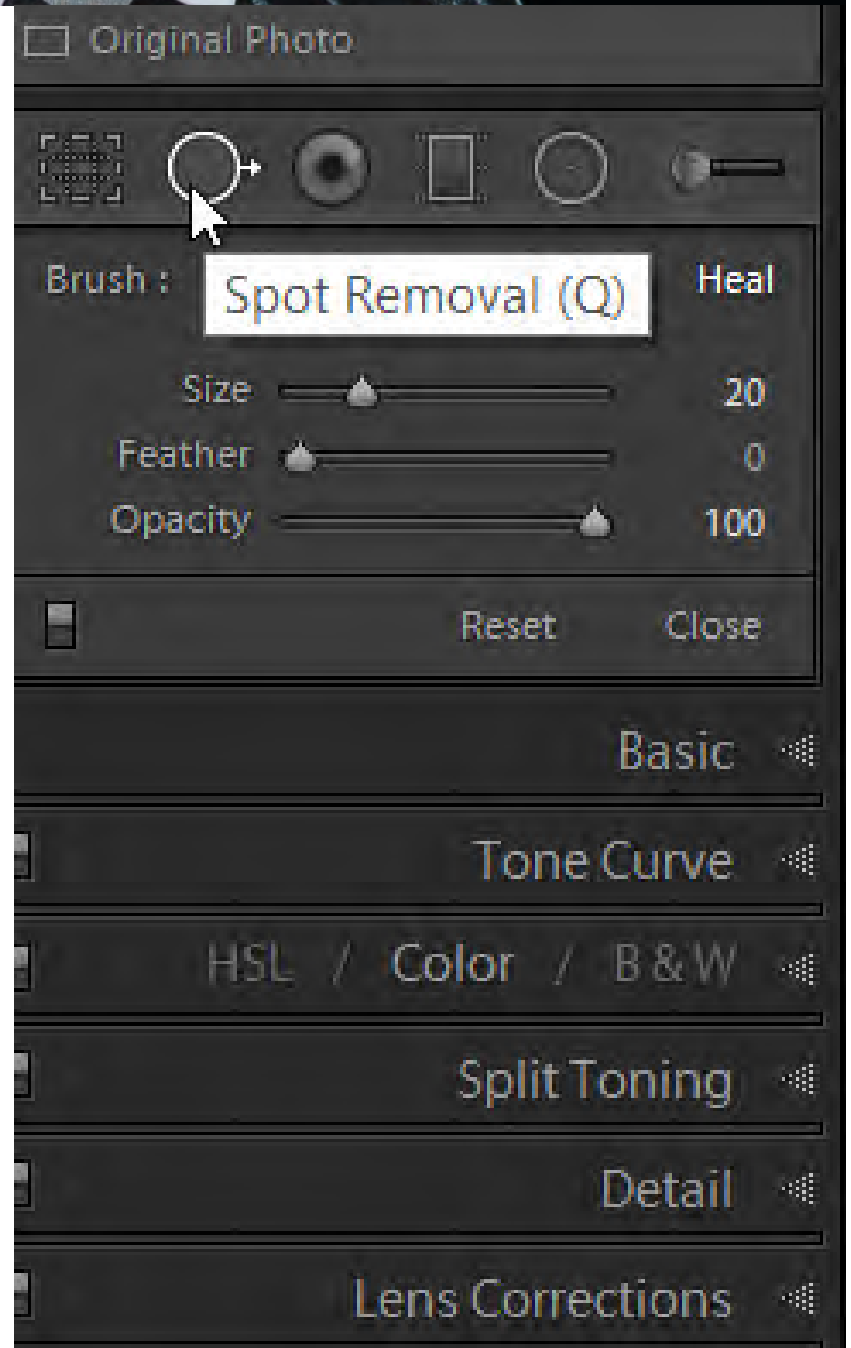 Original Photo
Brush : Heal
Spot Removal (Q)
Size 20
Feather 0
Opacity 100
Reset Close
Basic
Tone Curve
HSL / Color / B & W
Split Toning
Detail
Lens Corrections